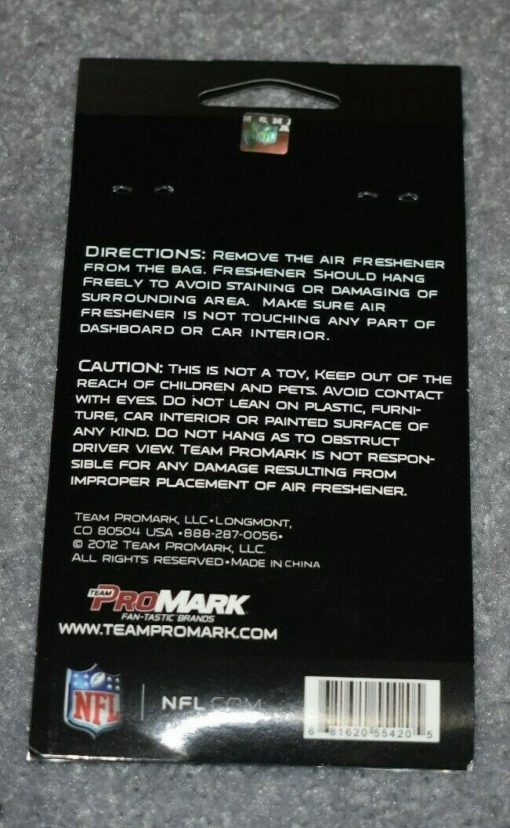 NFL
DIRECTIONS: REMOVE THE AIR FRESHENER
FROM THE BAG. FRESHENER SHOULD HANG
FREELY TO AVOID STAINING OR DAMAGING OF
SURROUNDING AREA. MAKE SURE AIR
FRESHENER IS NOT TOUCHING ANY PART OF
DASHBOARD OR CAR INTERIOR.
CAUTION: THIS IS NOT A TOY, KEEP OUT OF THE
REACH OF CHILDREN AND PETS. AVOID CONTACT
WITH EYES. DO NOT LEAN ON PLASTIC, FURNI-
TURE, CAR INTERIOR OR PAINTED SURFACE OF
ANY KIND. DO NOT HANG AS TO OBSTRUCT
DRIVER VIEW. TEAM PROMARK IS NOT RESPON-
SIBLE FOR ANY DAMAGE RESULTING FROM
IMPROPER PLACEMENT OF AIR FRESHENER.
TEAM PROMARK, LLC•LONGMONT,
CO 80504 USA •888-287-0056•
© 2012 TEAM PROMARK, LLC.
ALL RIGHTS RESERVED•MADE IN CHINA
TEAM PROMARK
FAN-TASTIC BRANDS
WWW.TEAMPROMARK.COM
NFL | NFL.COM
6 81620 55420 5